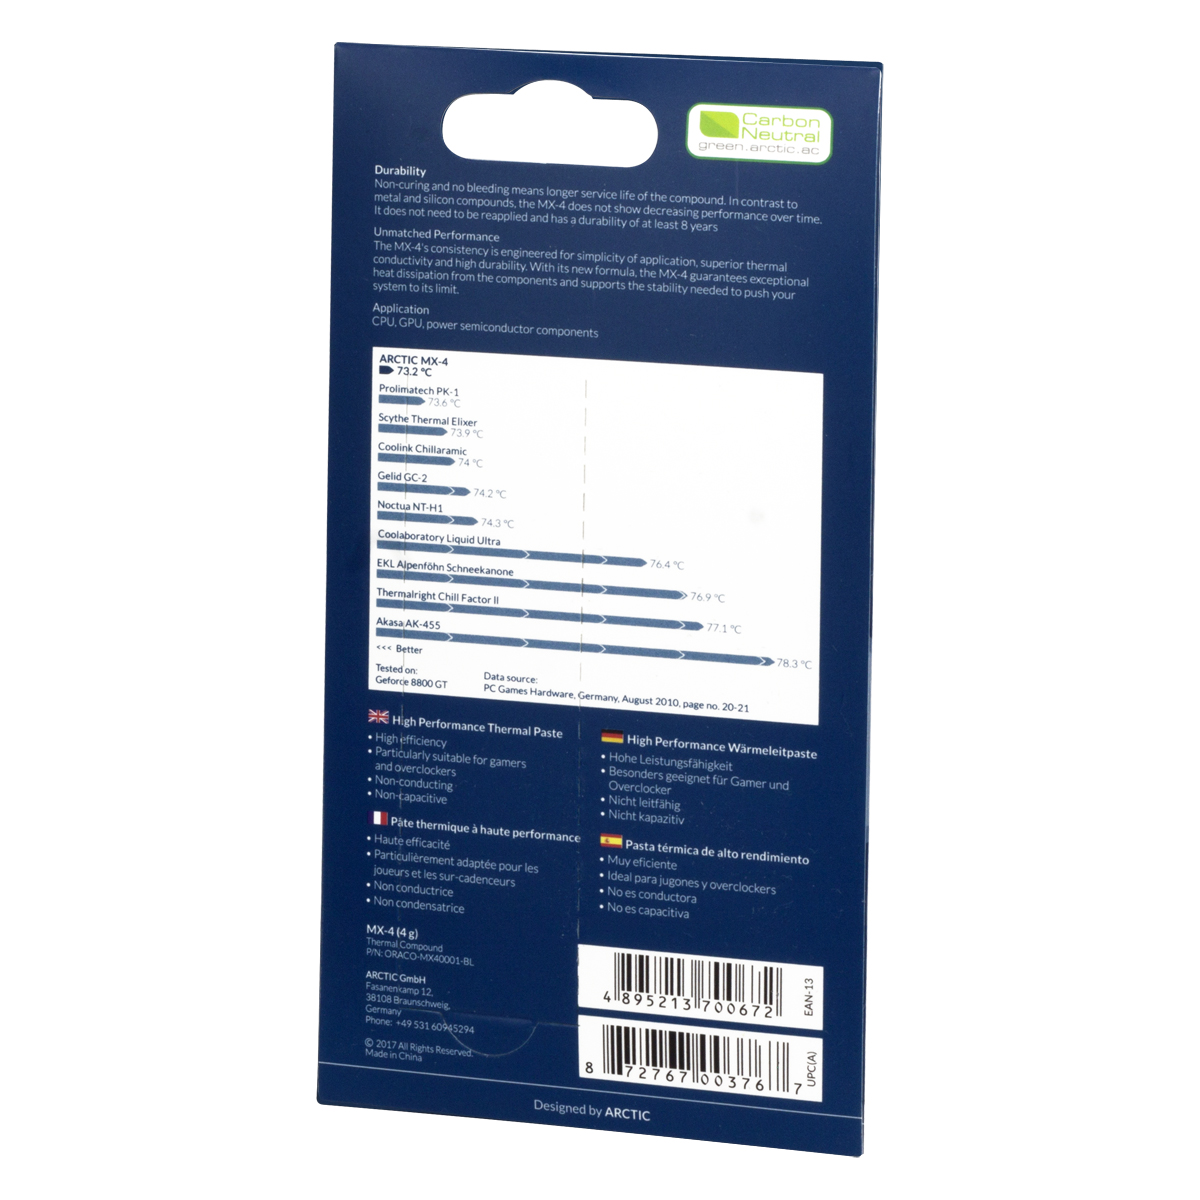 Carbon
Neutral
green.arctic.ac
Durability
Non-curing and no bleeding means longer service life of the compound. In contrast to
metal and silicon compounds, the MX-4 does not show decreasing performance over time.
It does not need to be reapplied and has a durability of at least 8 years
Unmatched Performance
The MX-4's consistency is engineered for simplicity of application, superior thermal
conductivity and high durability. With its new formula, the MX-4 guarantees exceptional
heat dissipation from the components and supports the stability needed to push your
system to its limit.
Application
CPU, GPU, power semiconductor components
ARCTIC MX-4
73.2 °C
Prolimatech PK-1
73.6 °C
Scythe Thermal Elixer
73.9 °C
Coolink Chillaramic
74 °C
Gelid GC-2
74.2 °C
Noctua NT-H1
74.3 °C
Coolaboratory Liquid Ultra
76.4 °C
EKL Alpenföhn Schneekanone
76.9 °C
Thermalright Chill Factor II
77.1 °C
Akasa AK-455
78.3 °C
<<< Better
Tested on:
Geforce 8800 GT
Data source:
PC Games Hardware, Germany, August 2010, page no. 20-21
High Performance Thermal Paste
• High efficiency
• Particularly suitable for gamers
and overclockers
• Non-conducting
• Non-capacitive
High Performance Wärmeleitpaste
• Hohe Leistungsfähigkeit
• Besonders geeignet für Gamer und
Overclocker
• Nicht leitfähig
• Nicht kapazitiv
Pâte thermique à haute performance
• Haute efficacité
• Particulièrement adaptée pour les
joueurs et les sur-cadenceurs
• Non conductrice
• Non condensatrice
Pasta térmica de alto rendimiento
• Muy eficiente
• Ideal para jugones y overclockers
• No es conductora
• No es capacitiva
MX-4 (4 g)
Thermal Compound
P/N: ORACO-MX40001-BL
ARCTIC GmbH
Fasanenkamp 12,
38108 Braunschweig,
Germany
Phone: +49 531 60945294
© 2017 All Rights Reserved.
Made in China
4 895213 700672
EAN-13
8 72767 00376 7
UPC(A)
Designed by ARCTIC